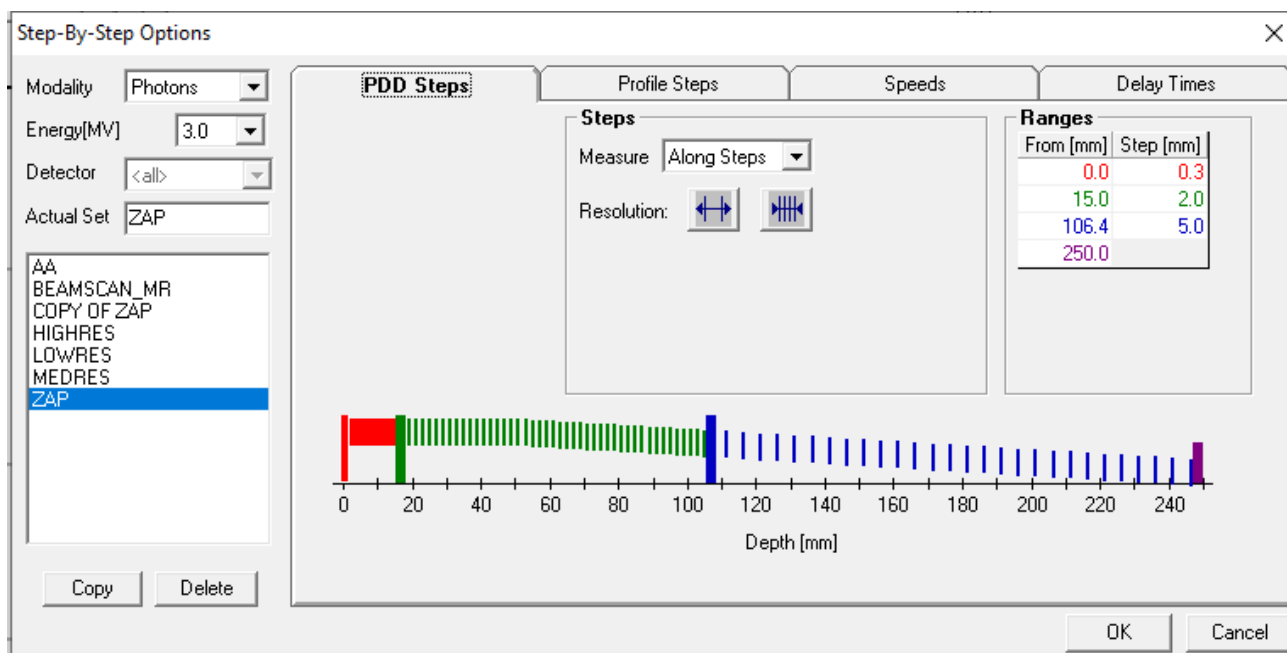 Step-By-Step Options
Modality Photons
Energy[MV] 3.0
Detector <all>
Actual Set ZAP
AA
BEAMSCAN_MR
COPY OF ZAP
HIGHRES
LOWRES
MEDRES
ZAP
Copy Delete
PDD Steps Profile Steps Speeds Delay Times
Steps
Measure Along Steps
Resolution:
Ranges
From [mm] Step [mm]
0.0 0.3
15.0 2.0
106.4 5.0
250.0
0 20 40 60 80 100 120 140 160 180 200 220 240
Depth [mm]
OK Cancel